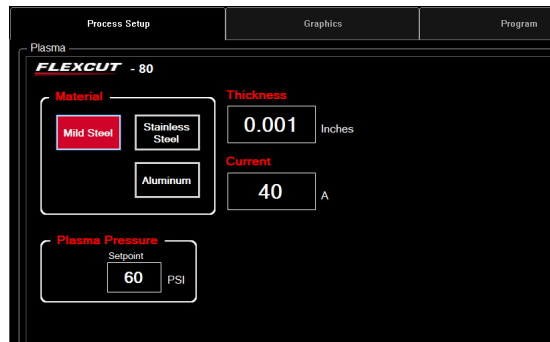 Process Setup
Graphics
Program
Plasma
FLEXCUT - 80
Material
Mild Steel
Stainless
Steel
Aluminum
Thickness
0.001 Inches
Current
40 A
Plasma Pressure
Setpoint
60 PSI